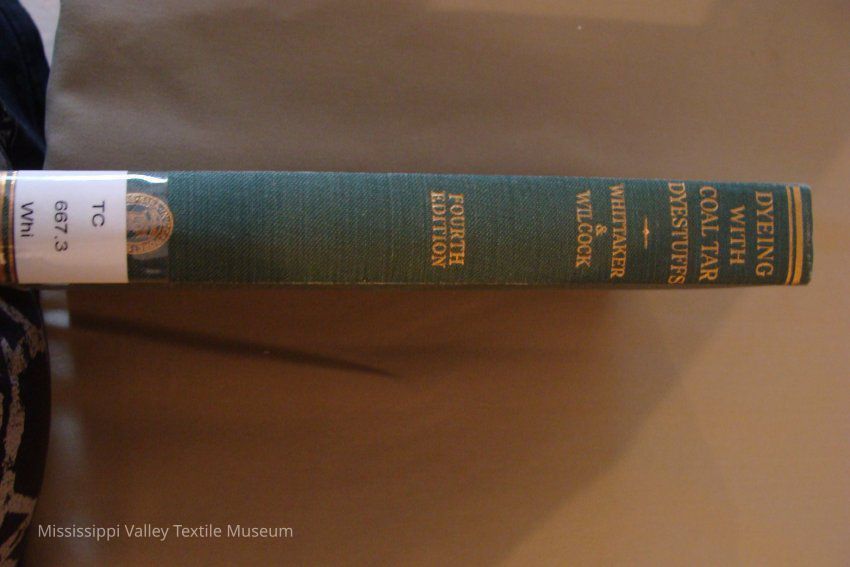 DYEING
WITH
COAL TAR
DYESTUFFS
WHITTAKER
&
WILCOCK
FOURTH
EDITION
TC
667.3
Whi
Mississippi Valley Textile Museum